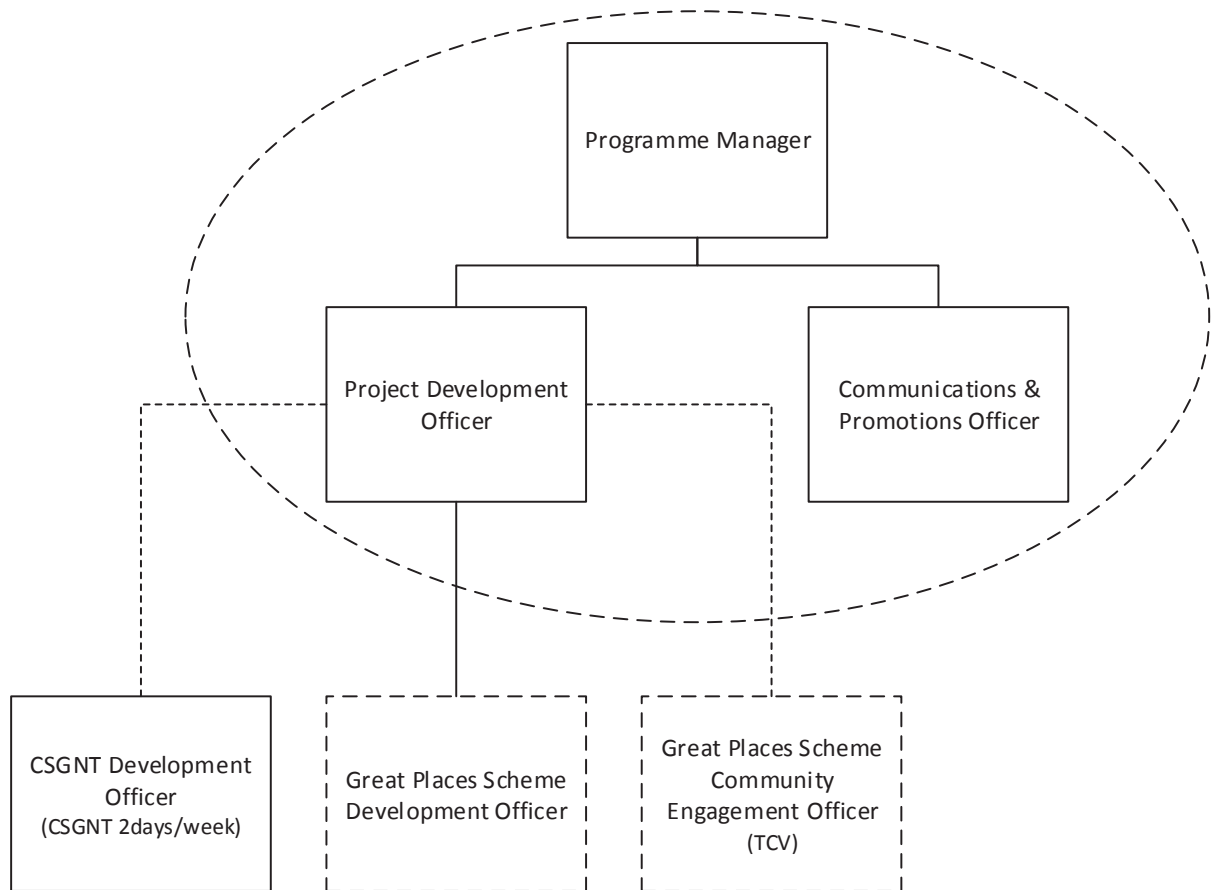 Programme Manager
Project Development
Officer
Communications &
Promotions Officer
CSGNT Development
Officer
(CSGNT 2days/week)
Great Places Scheme
Development Officer
Great Places Scheme
Community
Engagement Officer
(TCV)